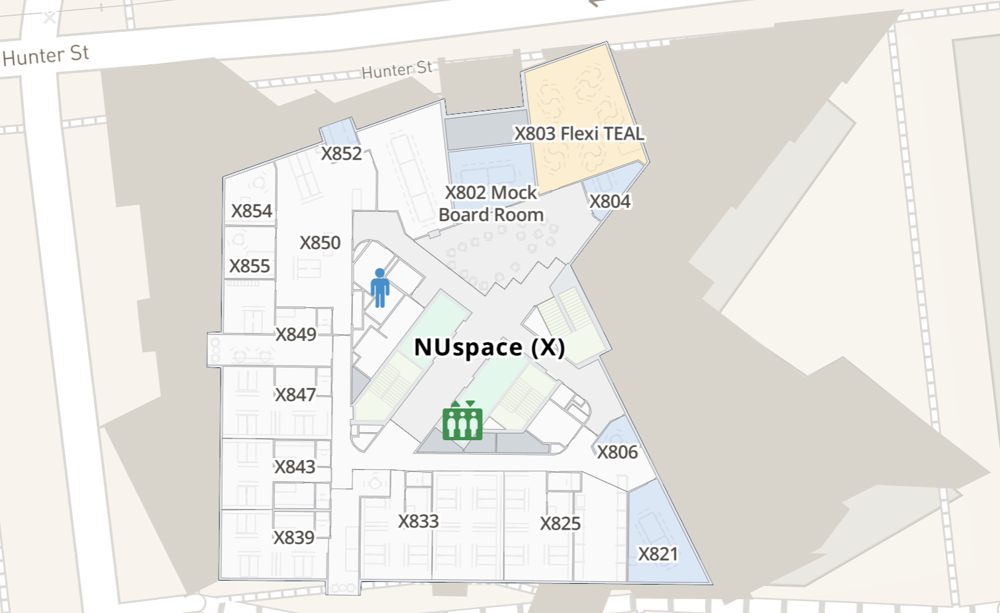 Hunter St
Hunter St
X803 Flexi TEAL
X852
X802 Mock
Board Room
X804
X854
X850
X855
X849
NUspace (X)
X847
X806
X843
X833
X825
X839
X821